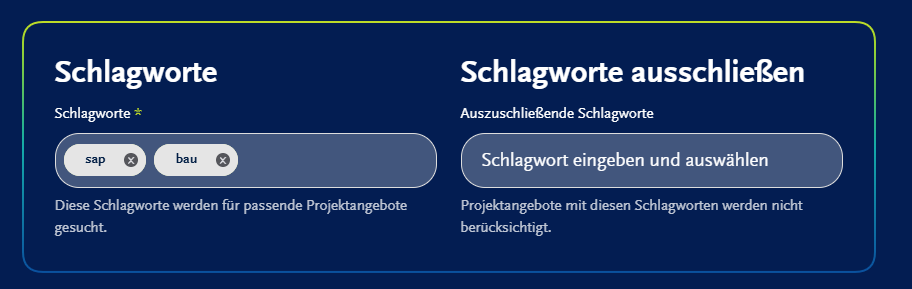 Schlagworte
Schlagworte *
sap
bau
Diese Schlagworte werden für passende Projektangebote
gesucht.
Schlagworte ausschließen
Auszuschließende Schlagworte
Schlagwort eingeben und auswählen
Projektangebote mit diesen Schlagworten werden nicht
berücksichtigt.